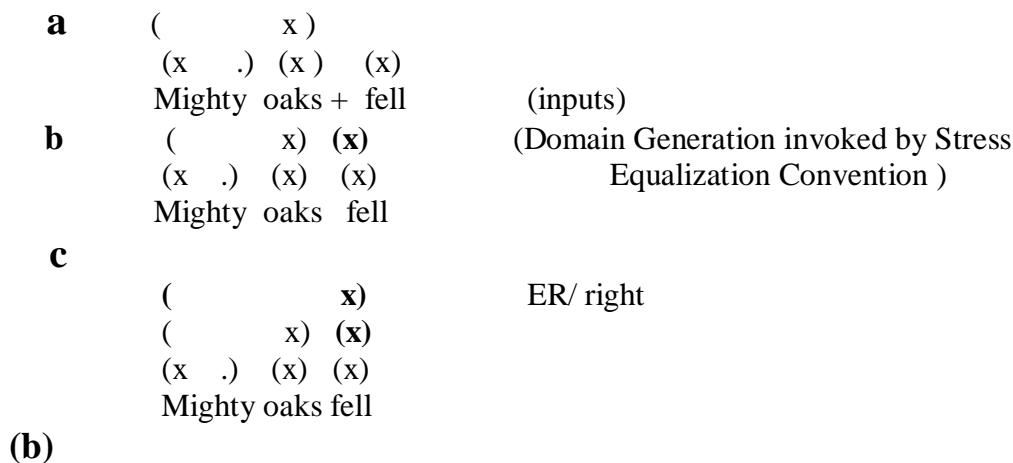 a ( x )
(x .) (x ) (x)
Mighty oaks + fell (inputs)
b ( x) (x) (Domain Generation invoked by Stress
(x .) (x) (x) Equalization Convention )
Mighty oaks fell
c
( x) ER/ right
( x) (x)
(x .) (x) (x)
Mighty oaks fell
(b)